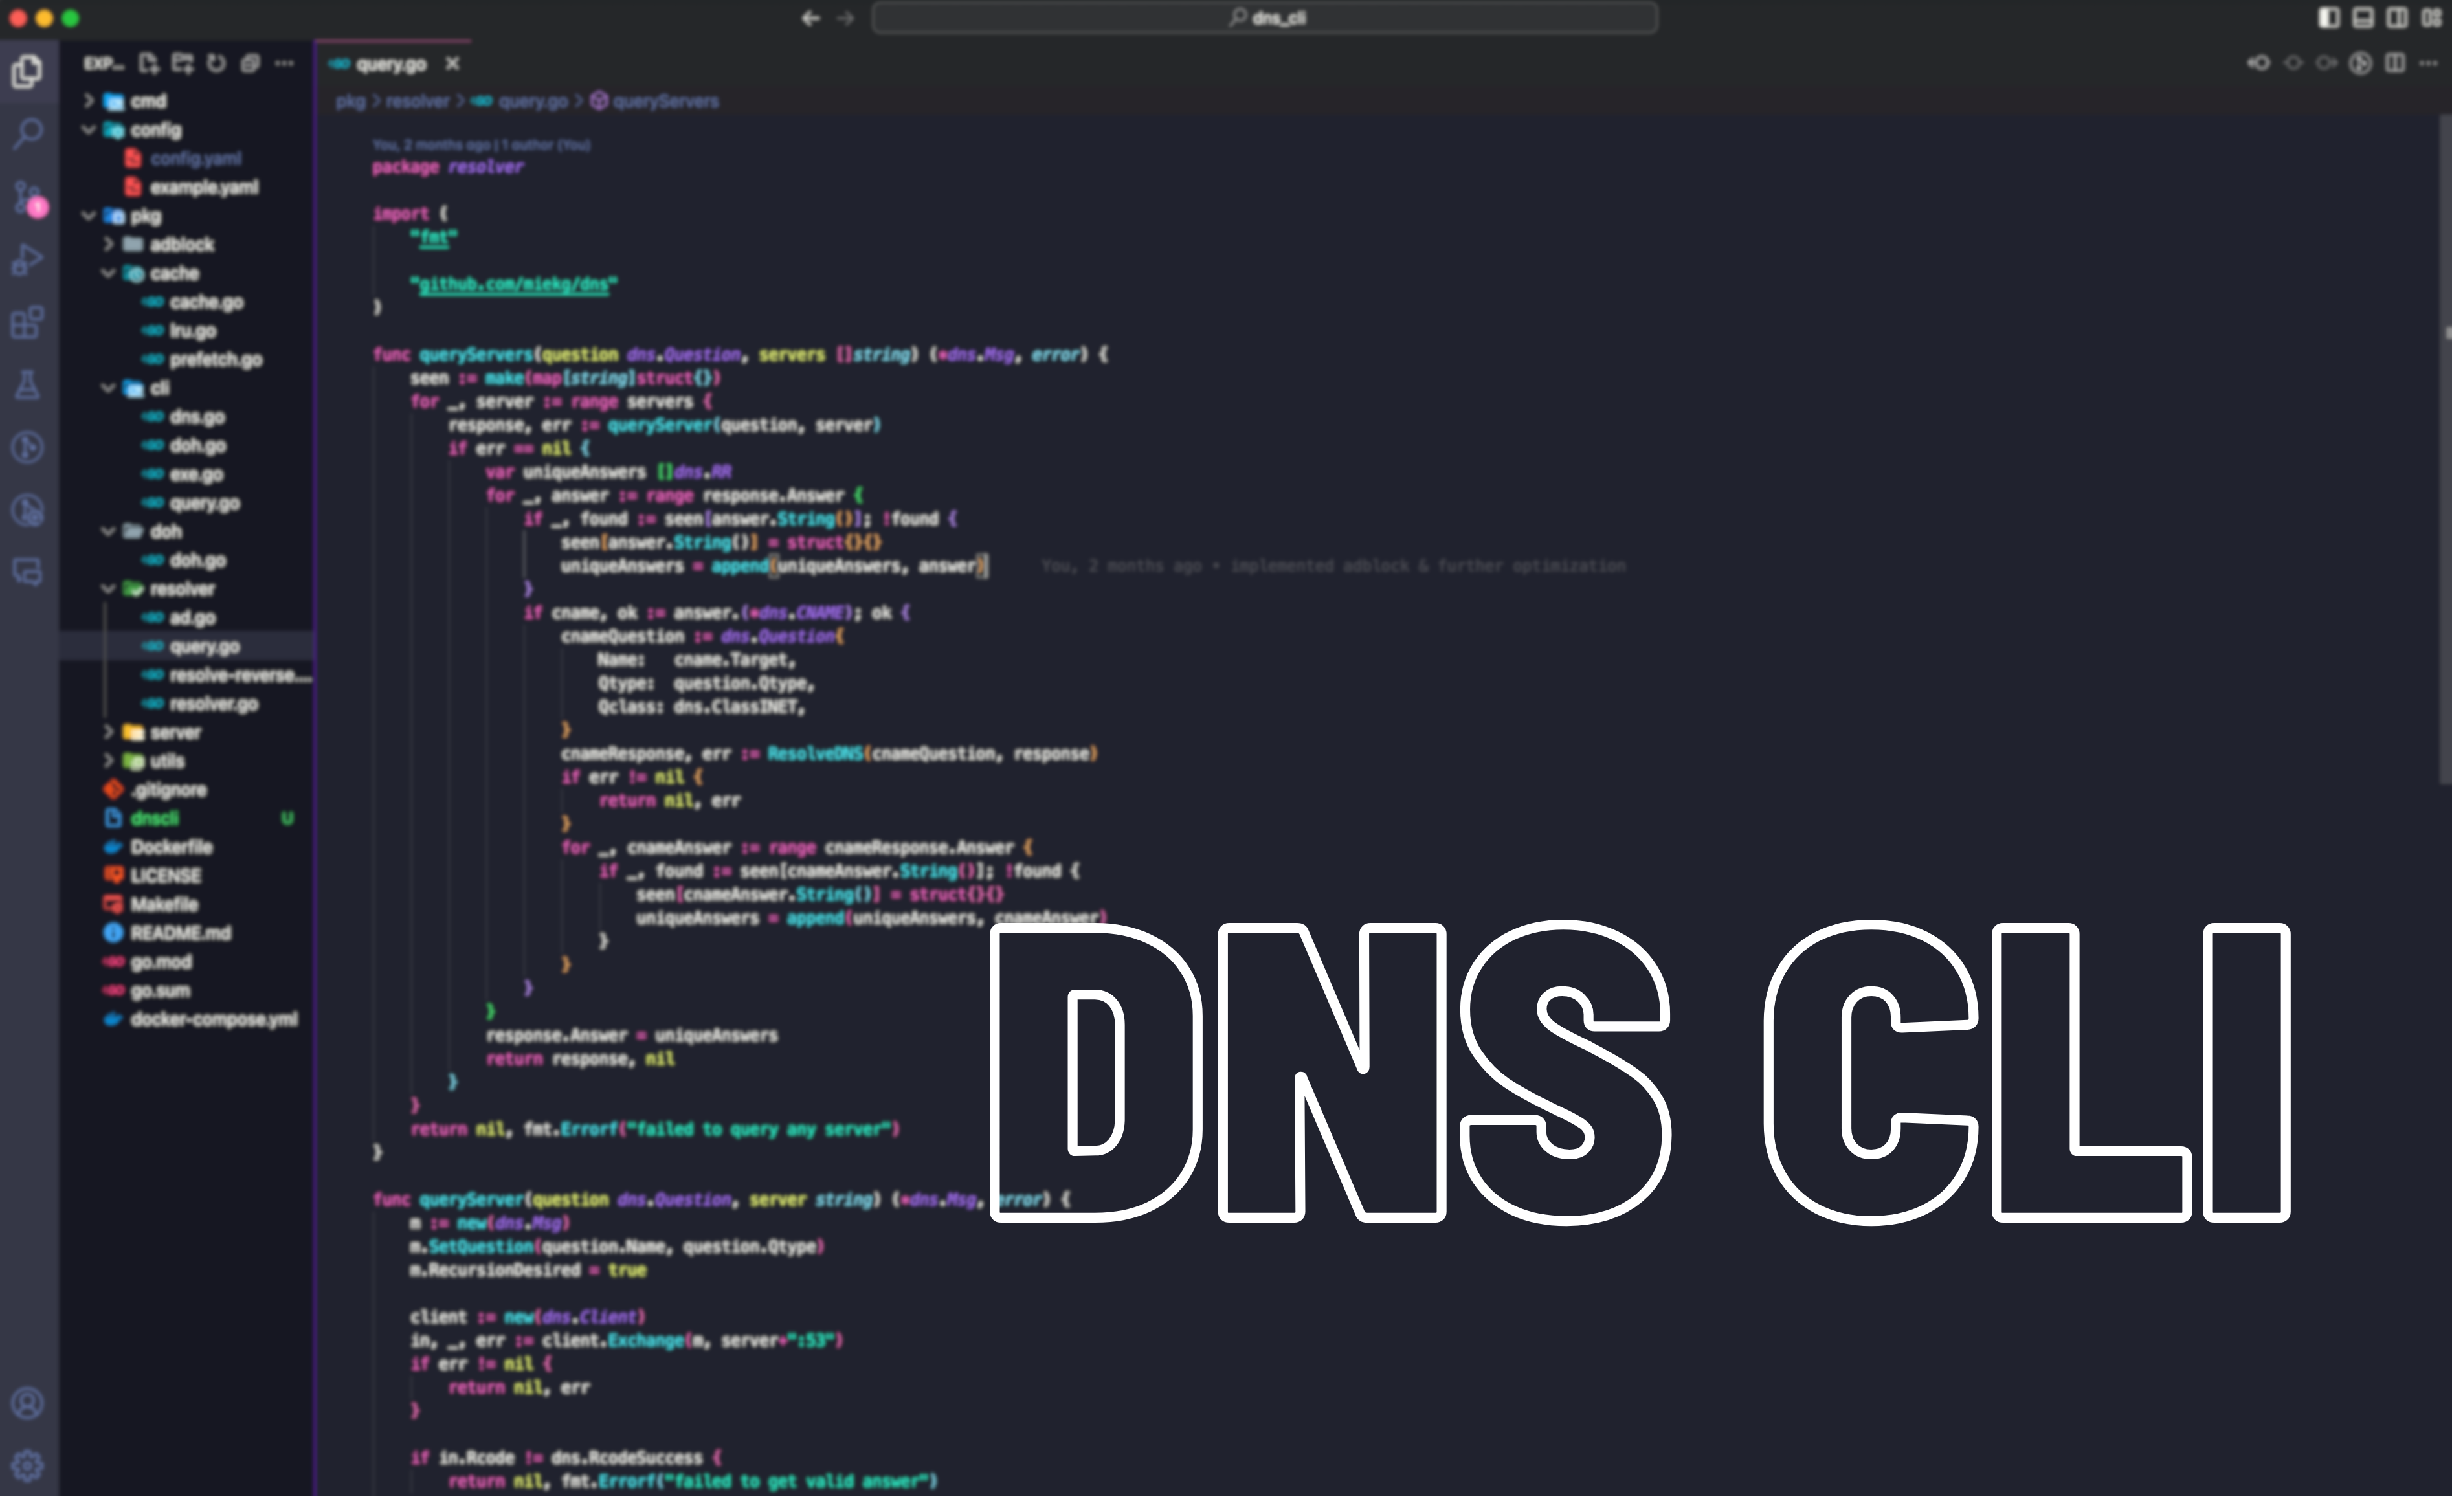 dns_cli
EXP...
cmd
config
config.yaml
example.yaml
pkg
adblock
cache
cache.go
lru.go
prefetch.go
cli
dns.go
doh.go
exe.go
query.go
doh
doh.go
resolver
ad.go
query.go
resolve-reverse....
resolver.go
server
utils
.gitignore
dnscli U
Dockerfile
LICENSE
Makefile
README.md
go.mod
go.sum
docker-compose.yml
query.go
pkg > resolver > query.go > queryServers
You, 2 months ago | 1 author (You)
package resolver
import (
"fmt"
"github.com/miekg/dns"
)
func queryServers(question dns.Question, servers []string) (*dns.Msg, error) {
seen := make(map[string]struct{})
for _, server := range servers {
response, err := queryServer(question, server)
if err == nil {
var uniqueAnswers []dns.RR
for _, answer := range response.Answer {
if _, found := seen[answer.String()]; !found {
seen[answer.String()] = struct{}{}
uniqueAnswers = append(uniqueAnswers, answer) You, 2 months ago • implemented adblock & further optimization
}
if cname, ok := answer.(*dns.CNAME); ok {
cnameQuestion := dns.Question{
Name: cname.Target,
Qtype: question.Qtype,
Qclass: dns.ClassINET,
}
cnameResponse, err := ResolveDNS(cnameQuestion, response)
if err != nil {
return nil, err
}
for _, cnameAnswer := range cnameResponse.Answer {
if _, found := seen[cnameAnswer.String()]; !found {
seen[cnameAnswer.String()] = struct{}{}
uniqueAnswers = append(uniqueAnswers, cnameAnswer)
}
}
}
}
response.Answer = uniqueAnswers
return response, nil
}
}
return nil, fmt.Errorf("failed to query any server")
}
func queryServer(question dns.Question, server string) (*dns.Msg, error) {
m := new(dns.Msg)
m.SetQuestion(question.Name, question.Qtype)
m.RecursionDesired = true
client := new(dns.Client)
in, _, err := client.Exchange(m, server+":53")
if err != nil {
return nil, err
}
if in.Rcode != dns.RcodeSuccess {
return nil, fmt.Errorf("failed to get valid answer")
DNS CLI